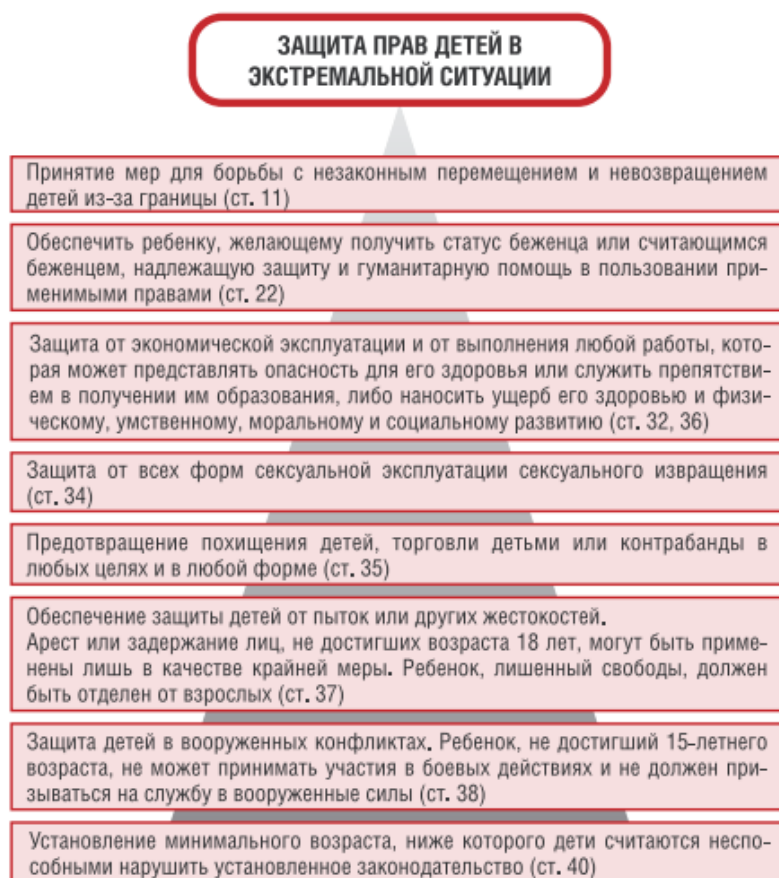 ЗАЩИТА ПРАВ ДЕТЕЙ В
ЭКСТРЕМАЛЬНОЙ СИТУАЦИИ
Принятие мер для борьбы с незаконным перемещением и невозвращением
детей из-за границы (ст. 11)
Обеспечить ребенку, желающему получить статус беженца или считающимся
беженцем, надлежащую защиту и гуманитарную помощь в пользовании при-
менимыми правами (ст. 22)
Защита от экономической эксплуатации и от выполнения любой работы, кото-
рая может представлять опасность для его здоровья или служить препятстви-
ем в получении им образования, либо наносить ущерб его здоровью и физи-
ческому, умственному, моральному и социальному развитию (ст. 32, 36)
Защита от всех форм сексуальной эксплуатации сексуального извращения
(ст. 34)
Предотвращение похищения детей, торговли детьми или контрабанды в
любых целях и в любой форме (ст. 35)
Обеспечение защиты детей от пыток или других жестокостей.
Арест или задержание лиц, не достигших возраста 18 лет, могут быть приме-
нены лишь в качестве крайней меры. Ребенок, лишенный свободы, должен
быть отделен от взрослых (ст. 37)
Защита детей в вооруженных конфликтах. Ребенок, не достигший 15-летнего
возраста, не может принимать участия в боевых действиях и не должен при-
зываться на службу в вооруженные силы (ст. 38)
Установление минимального возраста, ниже которого дети считаются неспо-
собными нарушить установленное законодательство (ст. 40)